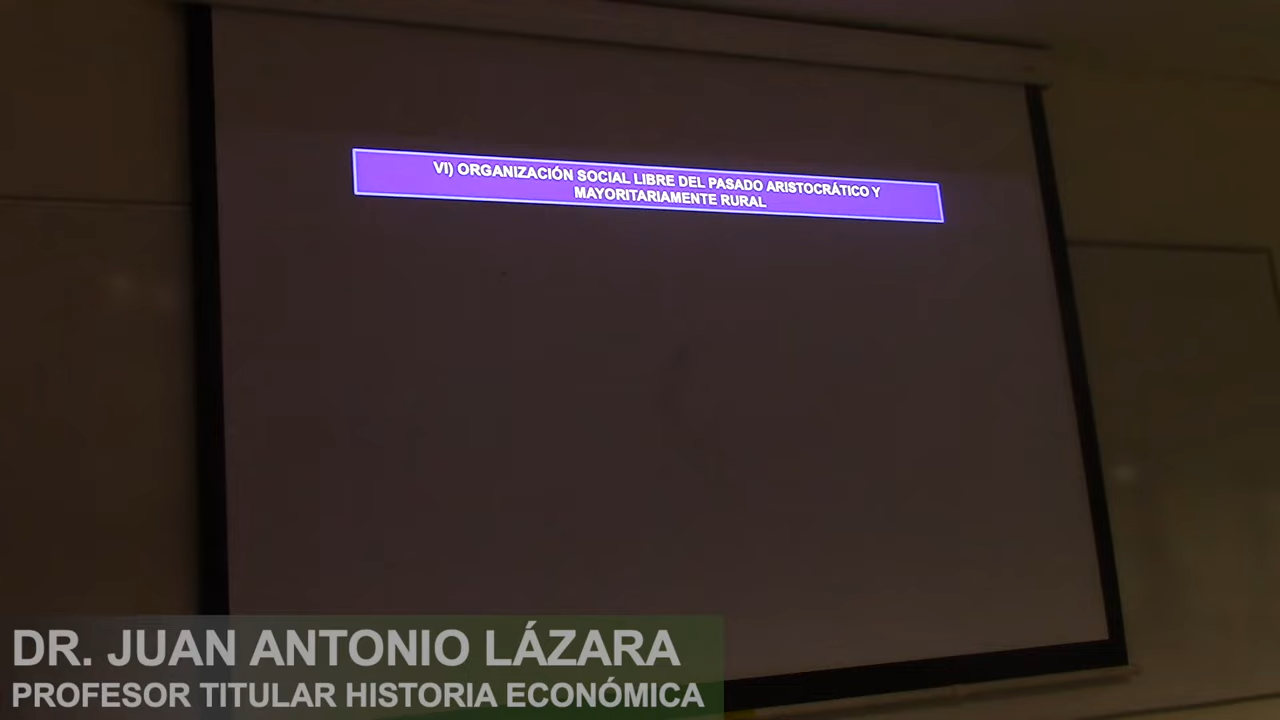 VI) ORGANIZACIÓN SOCIAL LIBRE DEL PASADO ARISTOCRÁTICO Y
MAYORITARIAMENTE RURAL
DR. JUAN ANTONIO LÁZARA
PROFESOR TITULAR HISTORIA ECONÓMICA